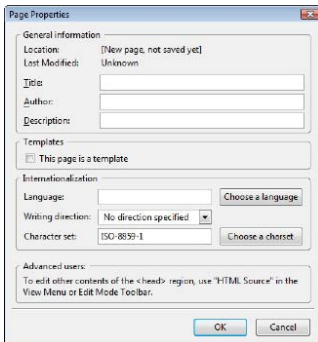 Page Properties
General information
Location: [New page, not saved yet]
Last Modified: Unknown
Title:
Author:
Description:
Templates
This page is a template
Internationalization
Language: Choose a language
Writing direction: No direction specified
Character set: ISO-8859-1 Choose a charset
Advanced users:
To edit other contents of the <head> region, use "HTML Source" in the
View Menu or Edit Mode Toolbar.
OK Cancel